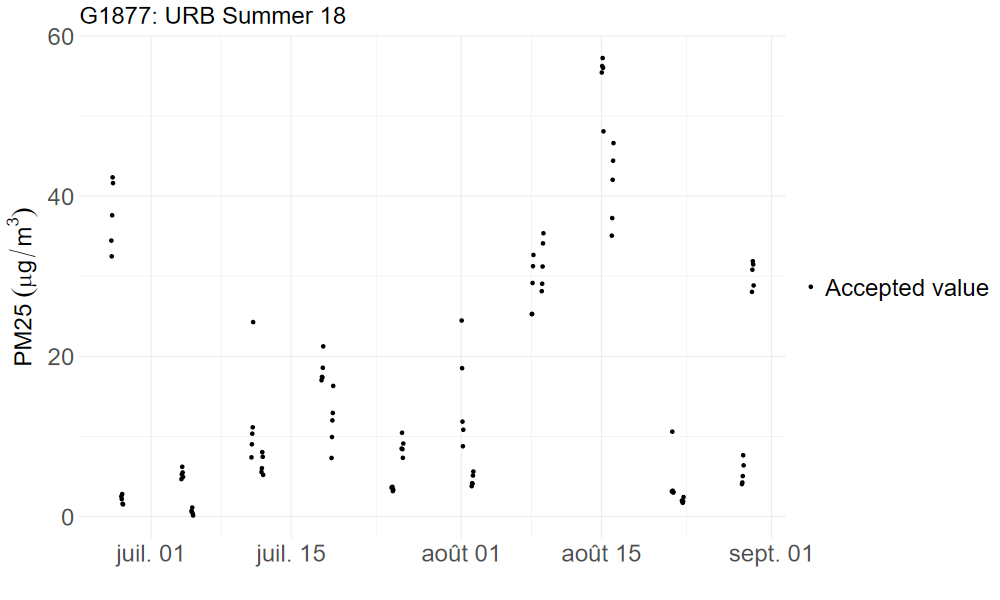 G1877: URB Summer 18
60
40
20
0
PM25 (μg/m³)
juil. 01
juil. 15
août 01
août 15
sept. 01
Accepted value